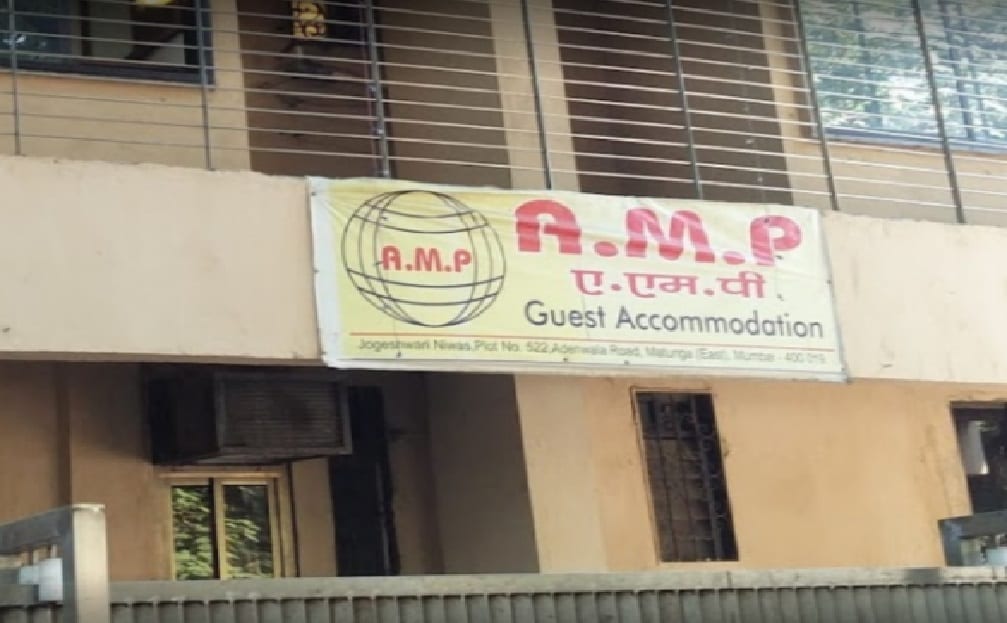 A.M.P
A.M.P
ए.एम.पी
Guest Accommodation
Jogeshwari Niwas,Plot No. 522,Adenwala Road, Matunga (East), Mumbai - 400 019.